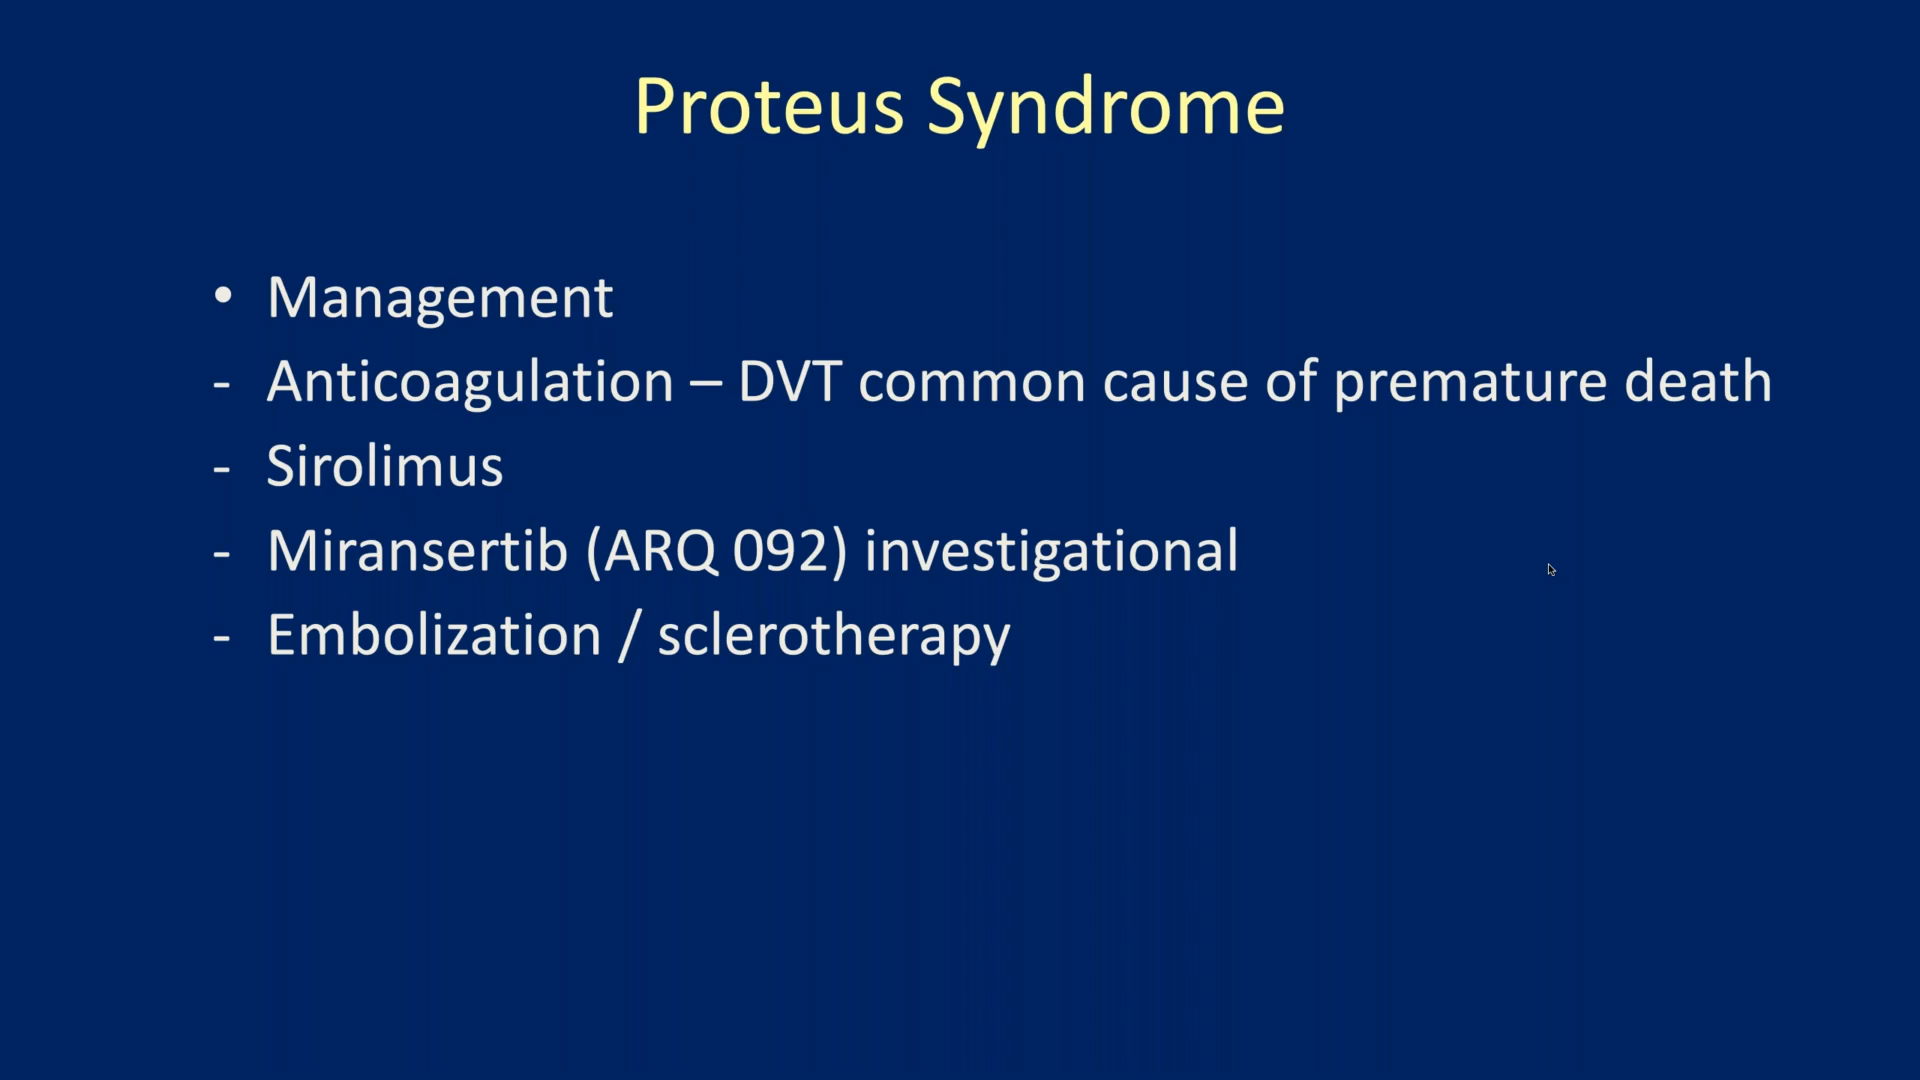 Proteus Syndrome
• Management
- Anticoagulation – DVT common cause of premature death
- Sirolimus
- Miransertib (ARQ 092) investigational
- Embolization / sclerotherapy